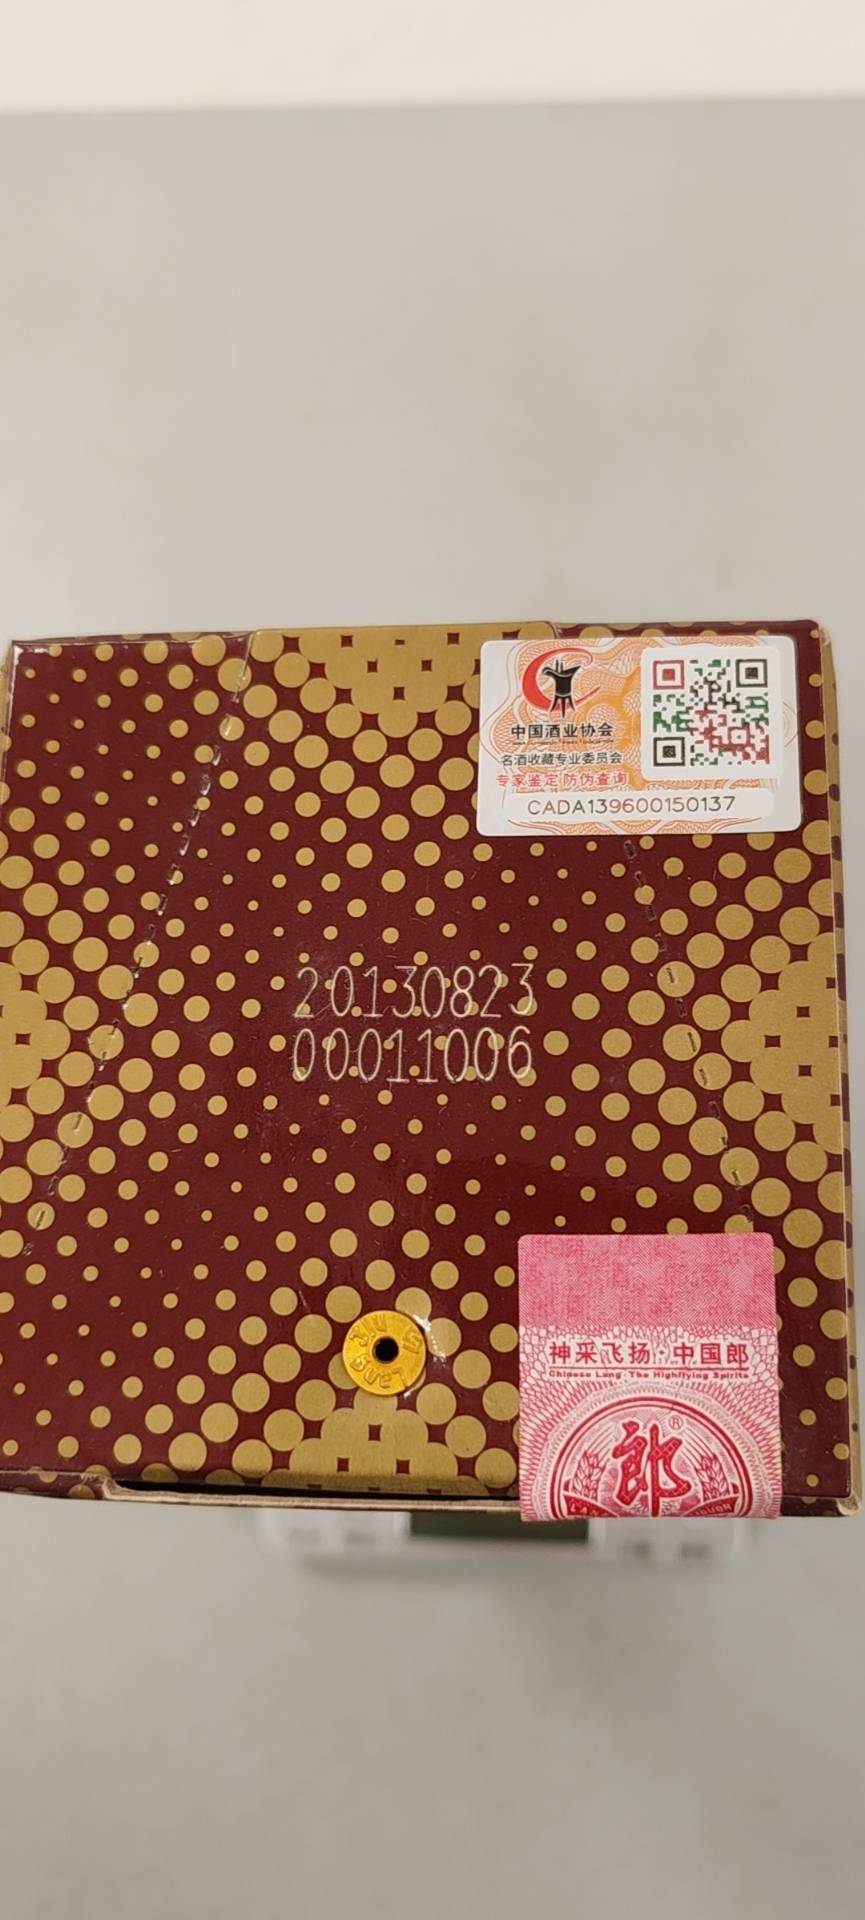 中国酒业协会
名酒收藏专业委员会
专家鉴定 防伪查询
CADA139600150137
20130823
00011006
Lang
神采飞扬·中国郎
Chinese Lang·The Highflying Spirits
郎®